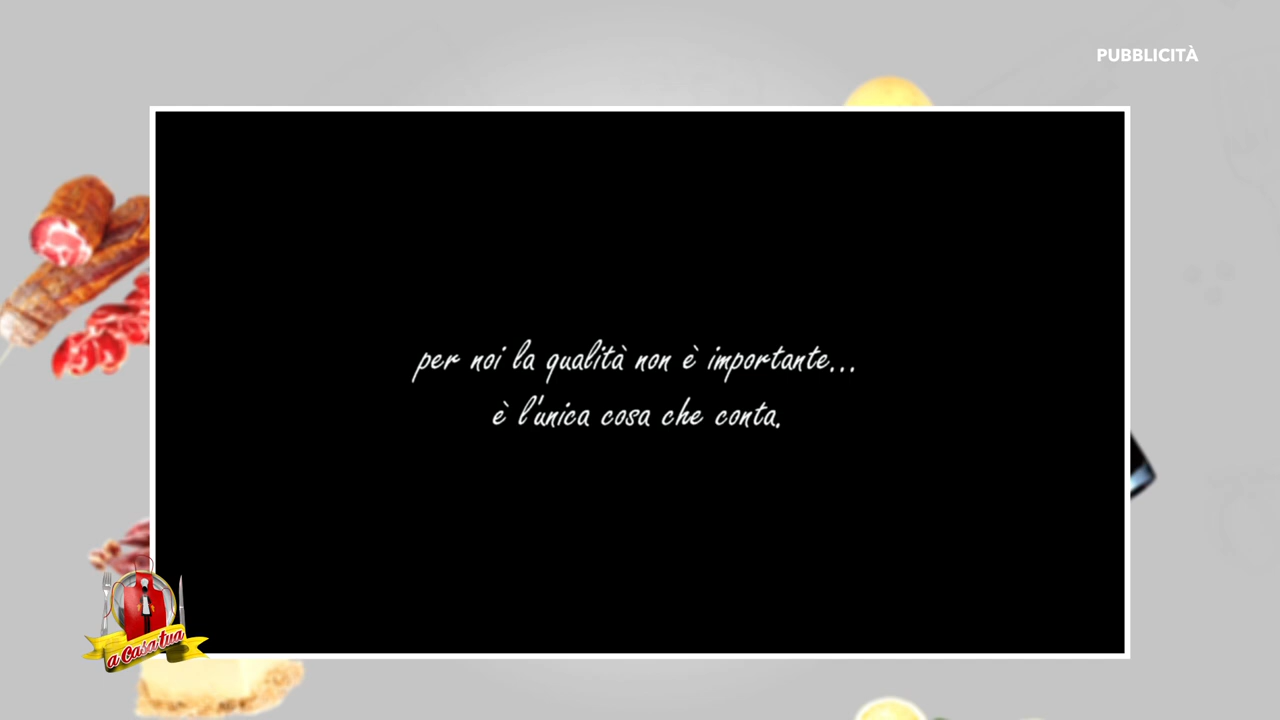 PUBBLICITÀ
per noi la qualità non è importante...
è l'unica cosa che conta.
a Casa tua